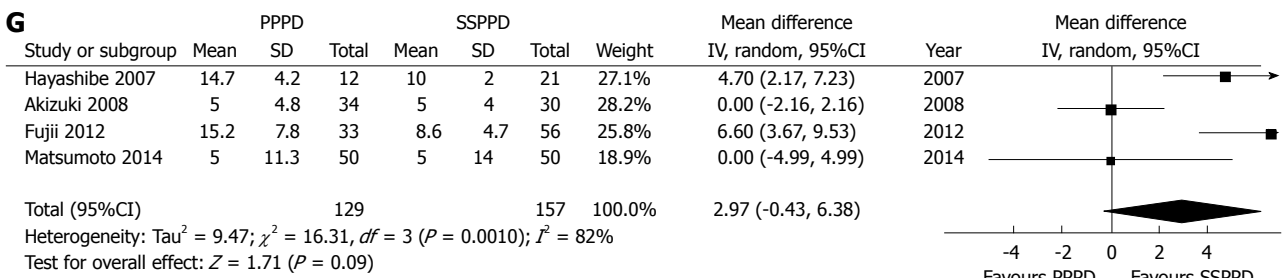 G
PPPD SSPPD Mean difference Mean difference
Study or subgroup Mean SD Total Mean SD Total Weight IV, random, 95%CI Year IV, random, 95%CI
Hayashibe 2007 14.7 4.2 12 10 2 21 27.1% 4.70 (2.17, 7.23) 2007
Akizuki 2008 5 4.8 34 5 4 30 28.2% 0.00 (-2.16, 2.16) 2008
Fujii 2012 15.2 7.8 33 8.6 4.7 56 25.8% 6.60 (3.67, 9.53) 2012
Matsumoto 2014 5 11.3 50 5 14 50 18.9% 0.00 (-4.99, 4.99) 2014
Total (95%CI) 129 157 100.0% 2.97 (-0.43, 6.38)
Heterogeneity: Tau² = 9.47; χ² = 16.31, df = 3 (P = 0.0010); I² = 82%
Test for overall effect: Z = 1.71 (P = 0.09)
-4 -2 0 2 4
Favours PPPD Favours SSPPD